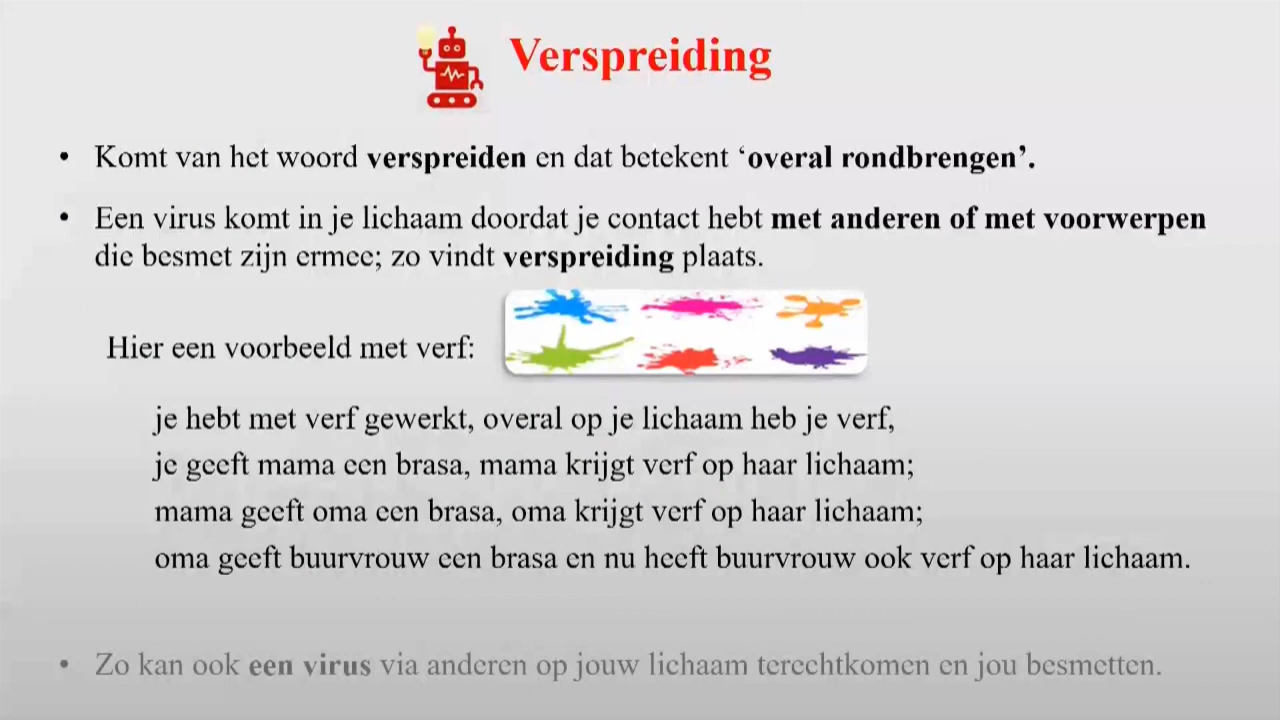 Verspreiding
• Komt van het woord verspreiden en dat betekent ‘overal rondbrengen’.
• Een virus komt in je lichaam doordat je contact hebt met anderen of met voorwerpen
die besmet zijn ermee; zo vindt verspreiding plaats.
Hier een voorbeeld met verf:
je hebt met verf gewerkt, overal op je lichaam heb je verf,
je geeft mama een brasa, mama krijgt verf op haar lichaam;
mama geeft oma een brasa, oma krijgt verf op haar lichaam;
oma geeft buurvrouw een brasa en nu heeft buurvrouw ook verf op haar lichaam.
• Zo kan ook een virus via anderen op jouw lichaam terechtkomen en jou besmetten.